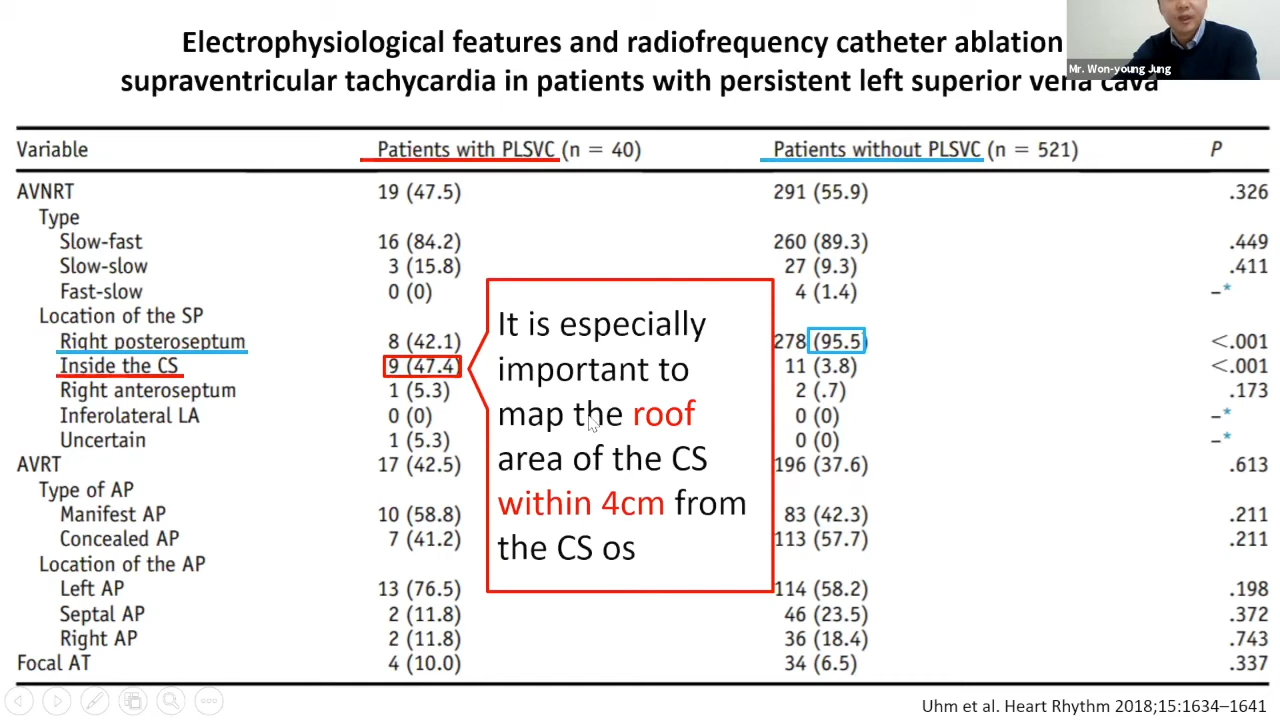 Electrophysiological features and radiofrequency catheter ablation
supraventricular tachycardia in patients with persistent left superior vena cava
Mr. Won-young Jung
Variable Patients with PLSVC (n = 40) Patients without PLSVC (n = 521) P
AVNRT 19 (47.5) 291 (55.9) .326
Type
Slow-fast 16 (84.2) 260 (89.3) .449
Slow-slow 3 (15.8) 27 (9.3) .411
Fast-slow 0 (0) 4 (1.4) –*
Location of the SP
Right posteroseptum 8 (42.1) 278 (95.5) <.001
Inside the CS 9 (47.4) 11 (3.8) <.001
Right anteroseptum 1 (5.3) 2 (.7) .173
Inferolateral LA 0 (0) 0 (0) –*
Uncertain 1 (5.3) 0 (0) –*
AVRT 17 (42.5) 196 (37.6) .613
Type of AP
Manifest AP 10 (58.8) 83 (42.3) .211
Concealed AP 7 (41.2) 113 (57.7) .211
Location of the AP
Left AP 13 (76.5) 114 (58.2) .198
Septal AP 2 (11.8) 46 (23.5) .372
Right AP 2 (11.8) 36 (18.4) .743
Focal AT 4 (10.0) 34 (6.5) .337
It is especially
important to
map the roof
area of the CS
within 4cm from
the CS os
Uhm et al. Heart Rhythm 2018;15:1634–1641